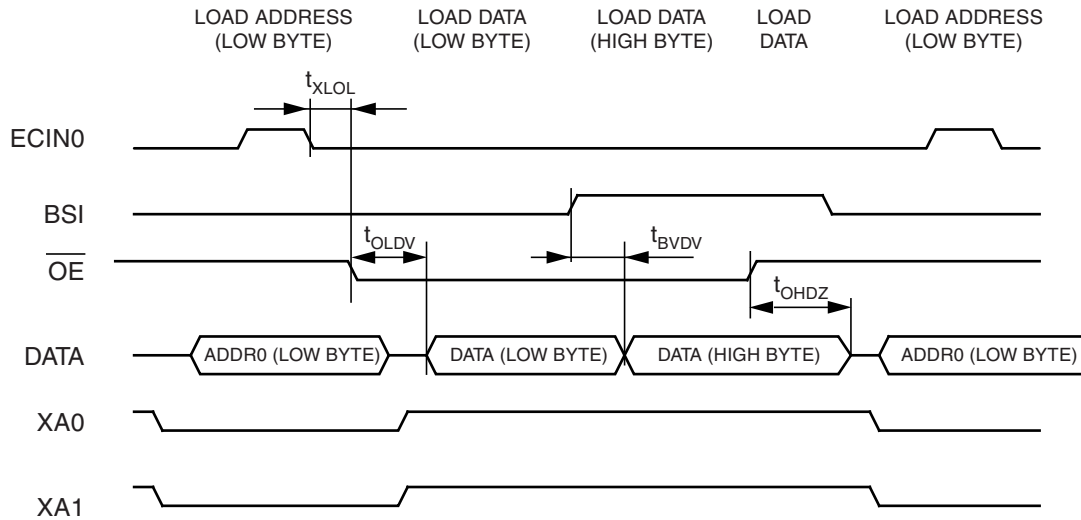 LOAD ADDRESS
(LOW BYTE)
LOAD DATA
(LOW BYTE)
LOAD DATA
(HIGH BYTE)
LOAD
DATA
LOAD ADDRESS
(LOW BYTE)
tXLOL
ECIN0
BSI
tOLDV
tBVDV
OE
tOHDZ
DATA
ADDR0 (LOW BYTE)
DATA (LOW BYTE)
DATA (HIGH BYTE)
ADDR0 (LOW BYTE)
XA0
XA1